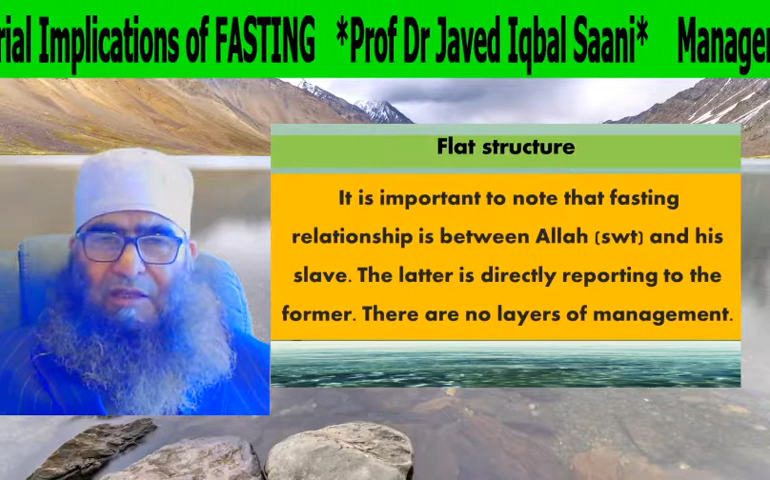 rial Implications of FASTING *Prof Dr Javed Iqbal Saani* Manager
Flat structure
It is important to note that fasting
relationship is between Allah (swt) and his
slave. The latter is directly reporting to the
former. There are no layers of management.